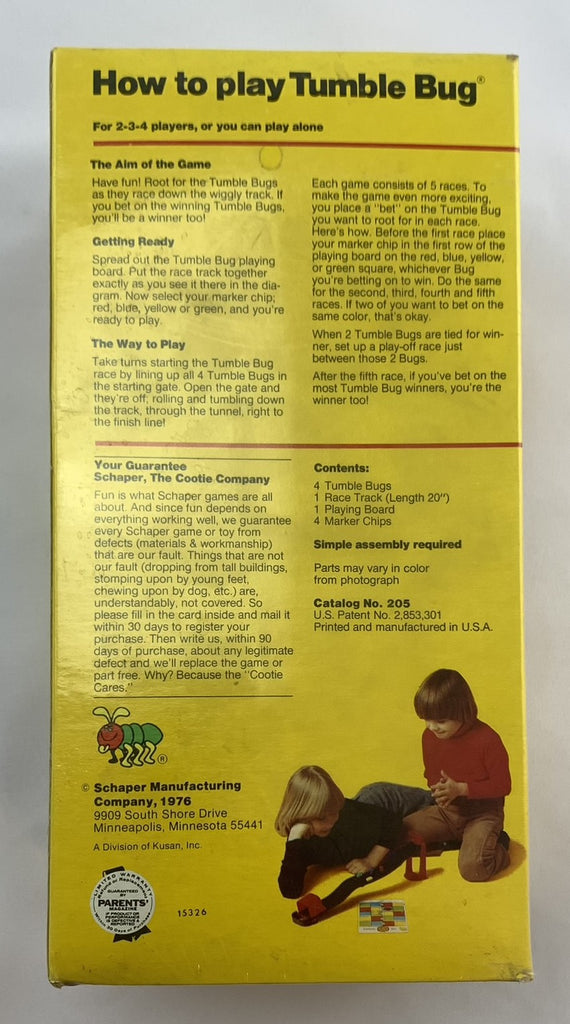 How to play Tumble Bug®
For 2-3-4 players, or you can play alone
The Aim of the Game
Have fun! Root for the Tumble Bugs
as they race down the wiggly track. If
you bet on the winning Tumble Bugs,
you'll be a winner too!
Getting Ready
Spread out the Tumble Bug playing
board. Put the race track together
exactly as you see it there in the dia-
gram. Now select your marker chip;
red, blue, yellow or green, and you're
ready to play.
The Way to Play
Take turns starting the Tumble Bug
race by lining up all 4 Tumble Bugs in
the starting gate. Open the gate and
they're off; rolling and tumbling down
the track, through the tunnel, right to
the finish line!
Each game consists of 5 races. To
make the game even more exciting,
you place a "bet" on the Tumble Bug
you want to root for in each race.
Here's how. Before the first race place
your marker chip in the first row of the
playing board on the red, blue, yellow,
or green square, whichever Bug
you're betting on to win. Do the same
for the second, third, fourth and fifth
races. If two of you want to bet on the
same color, that's okay.
When 2 Tumble Bugs are tied for win-
ner, set up a play-off race just
between those 2 Bugs.
After the fifth race, if you've bet on the
most Tumble Bug winners, you're the
winner too!
Your Guarantee
Schaper, The Cootie Company
Fun is what Schaper games are all
about. And since fun depends on
everything working well, we guarantee
every Schaper game or toy from
defects (materials & workmanship)
that are our fault. Things that are not
our fault (dropping from tall buildings,
stomping upon by young feet,
chewing upon by dog, etc.) are,
understandably, not covered. So
please fill in the card inside and mail it
within 30 days to register your
purchase. Then write us, within 90
days of purchase, about any legitimate
defect and we'll replace the game or
part free. Why? Because the "Cootie
Cares."
®
© Schaper Manufacturing
Company, 1976
9909 South Shore Drive
Minneapolis, Minnesota 55441
A Division of Kusan, Inc.
LIMITED WARRANTY
Refund or Replacement
GUARANTEED
BY
PARENTS'
MAGAZINE
IF PRODUCT OR
PERFORMANCE
IS DEFECTIVE &
REPORTED
Within 30 Days of Purchase
15326
Contents:
4 Tumble Bugs
1 Race Track (Length 20")
1 Playing Board
4 Marker Chips
Simple assembly required
Parts may vary in color
from photograph
Catalog No. 205
U.S. Patent No. 2,853,301
Printed and manufactured in U.S.A.